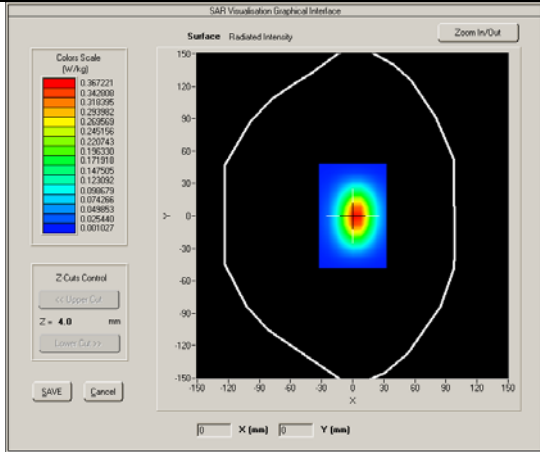 SAR Visualisation Graphical Interface
Surface Radiated Intensity
Zoom In/Out
Colors Scale
(W/kg)
0.367221
0.342808
0.318395
0.293982
0.269569
0.245156
0.220743
0.196330
0.171910
0.147505
0.123092
0.098679
0.074266
0.049853
0.025440
0.001027
Z-Cuts Control
<< Upper Cut
Z = 4.0 mm
Lower Cut >>
SAVE Cancel
150
120
90
60
30
0
-30
-60
-90
-120
-150
Y
-150 -120 -90 -60 -30 0 30 60 90 120 150
X
0 X (mm) 0 Y (mm)